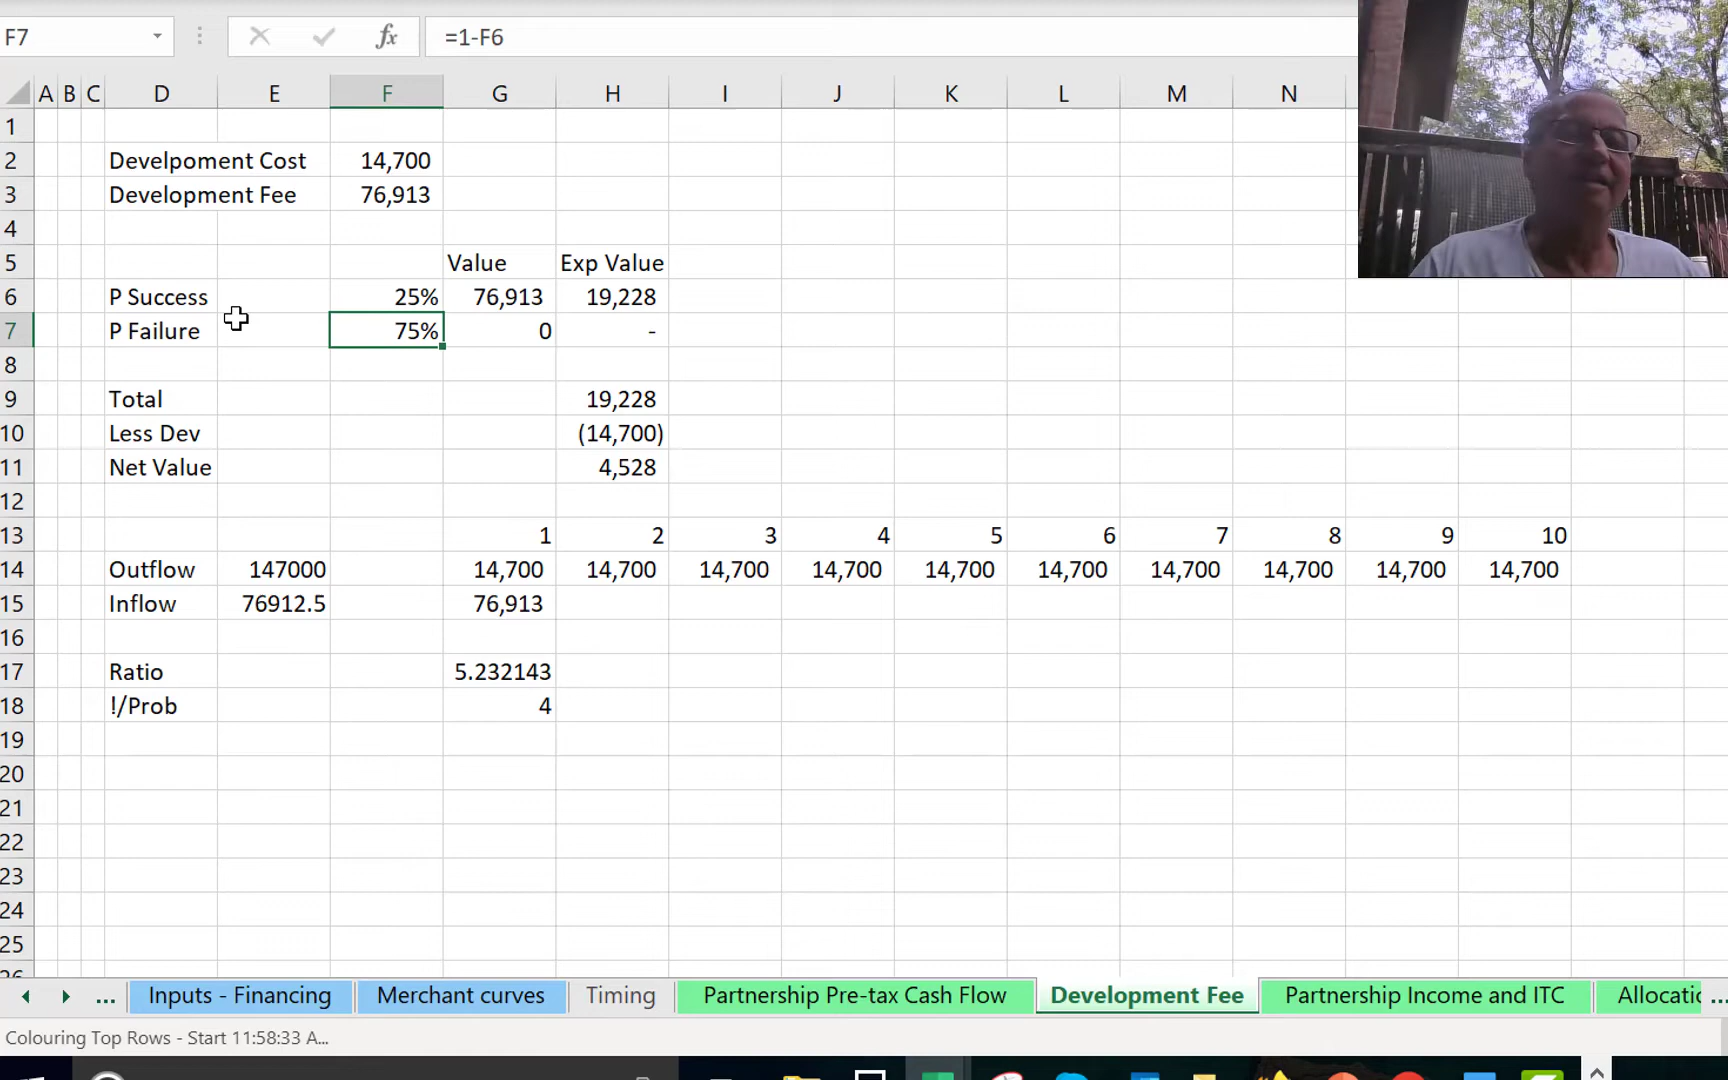 F7 fx =1-F6
A B C D E F G H I J K L M N
1
2 Develpoment Cost 14,700
3 Development Fee 76,913
4
5 Value Exp Value
6 P Success 25% 76,913 19,228
7 P Failure 75% 0 -
8
9 Total 19,228
10 Less Dev (14,700)
11 Net Value 4,528
12
13 1 2 3 4 5 6 7 8 9 10
14 Outflow 147000 14,700 14,700 14,700 14,700 14,700 14,700 14,700 14,700 14,700 14,700
15 Inflow 76912.5 76,913
16
17 Ratio 5.232143
18 !/Prob 4
19
20
21
22
23
24
25
26
... Inputs - Financing Merchant curves Timing Partnership Pre-tax Cash Flow Development Fee Partnership Income and ITC Allocatio ...
Colouring Top Rows - Start 11:58:33 A...